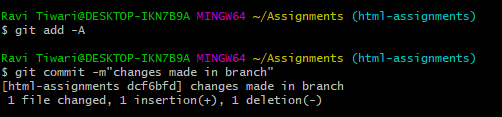 Ravi Tiwari@DESKTOP-IKN7B9A MINGW64 ~/Assignments (html-assignments)
$ git add -A
Ravi Tiwari@DESKTOP-IKN7B9A MINGW64 ~/Assignments (html-assignments)
$ git commit -m"changes made in branch"
[html-assignments dcf6bfd] changes made in branch
 1 file changed, 1 insertion(+), 1 deletion(-)